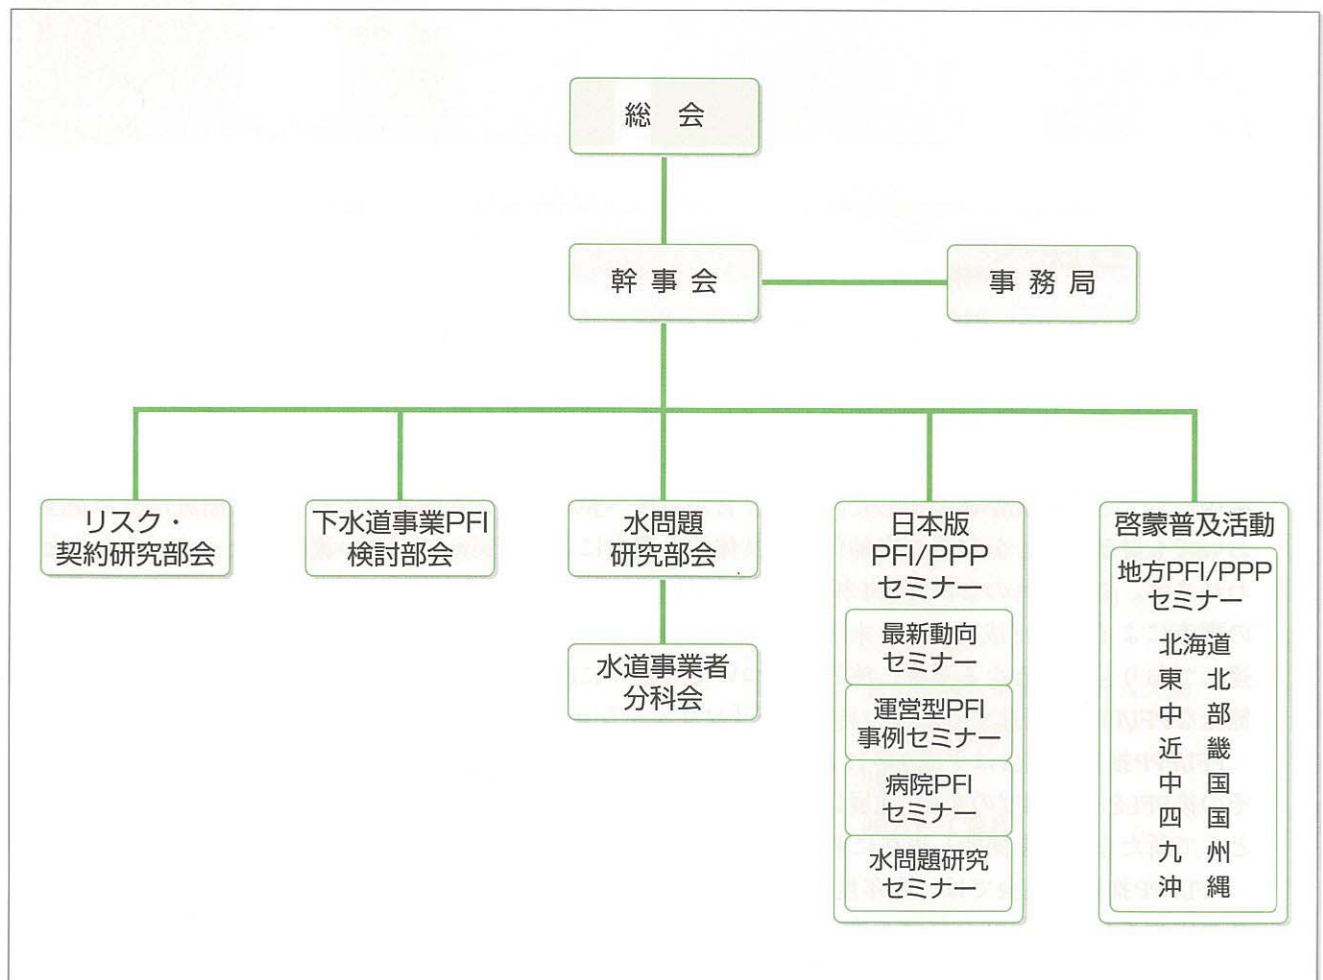 総 会
幹 事 会
事 務 局
リスク・
契約研究部会
下水道事業PFI
検討部会
水問題
研究部会
水道事業者
分科会
日本版
PFI/PPP
セミナー
最新動向
セミナー
運営型PFI
事例セミナー
病院PFI
セミナー
水問題研究
セミナー
啓蒙普及活動
地方PFI/PPP
セミナー
北海道
東 北
中 部
近 畿
中 国
四 国
九 州
沖 縄